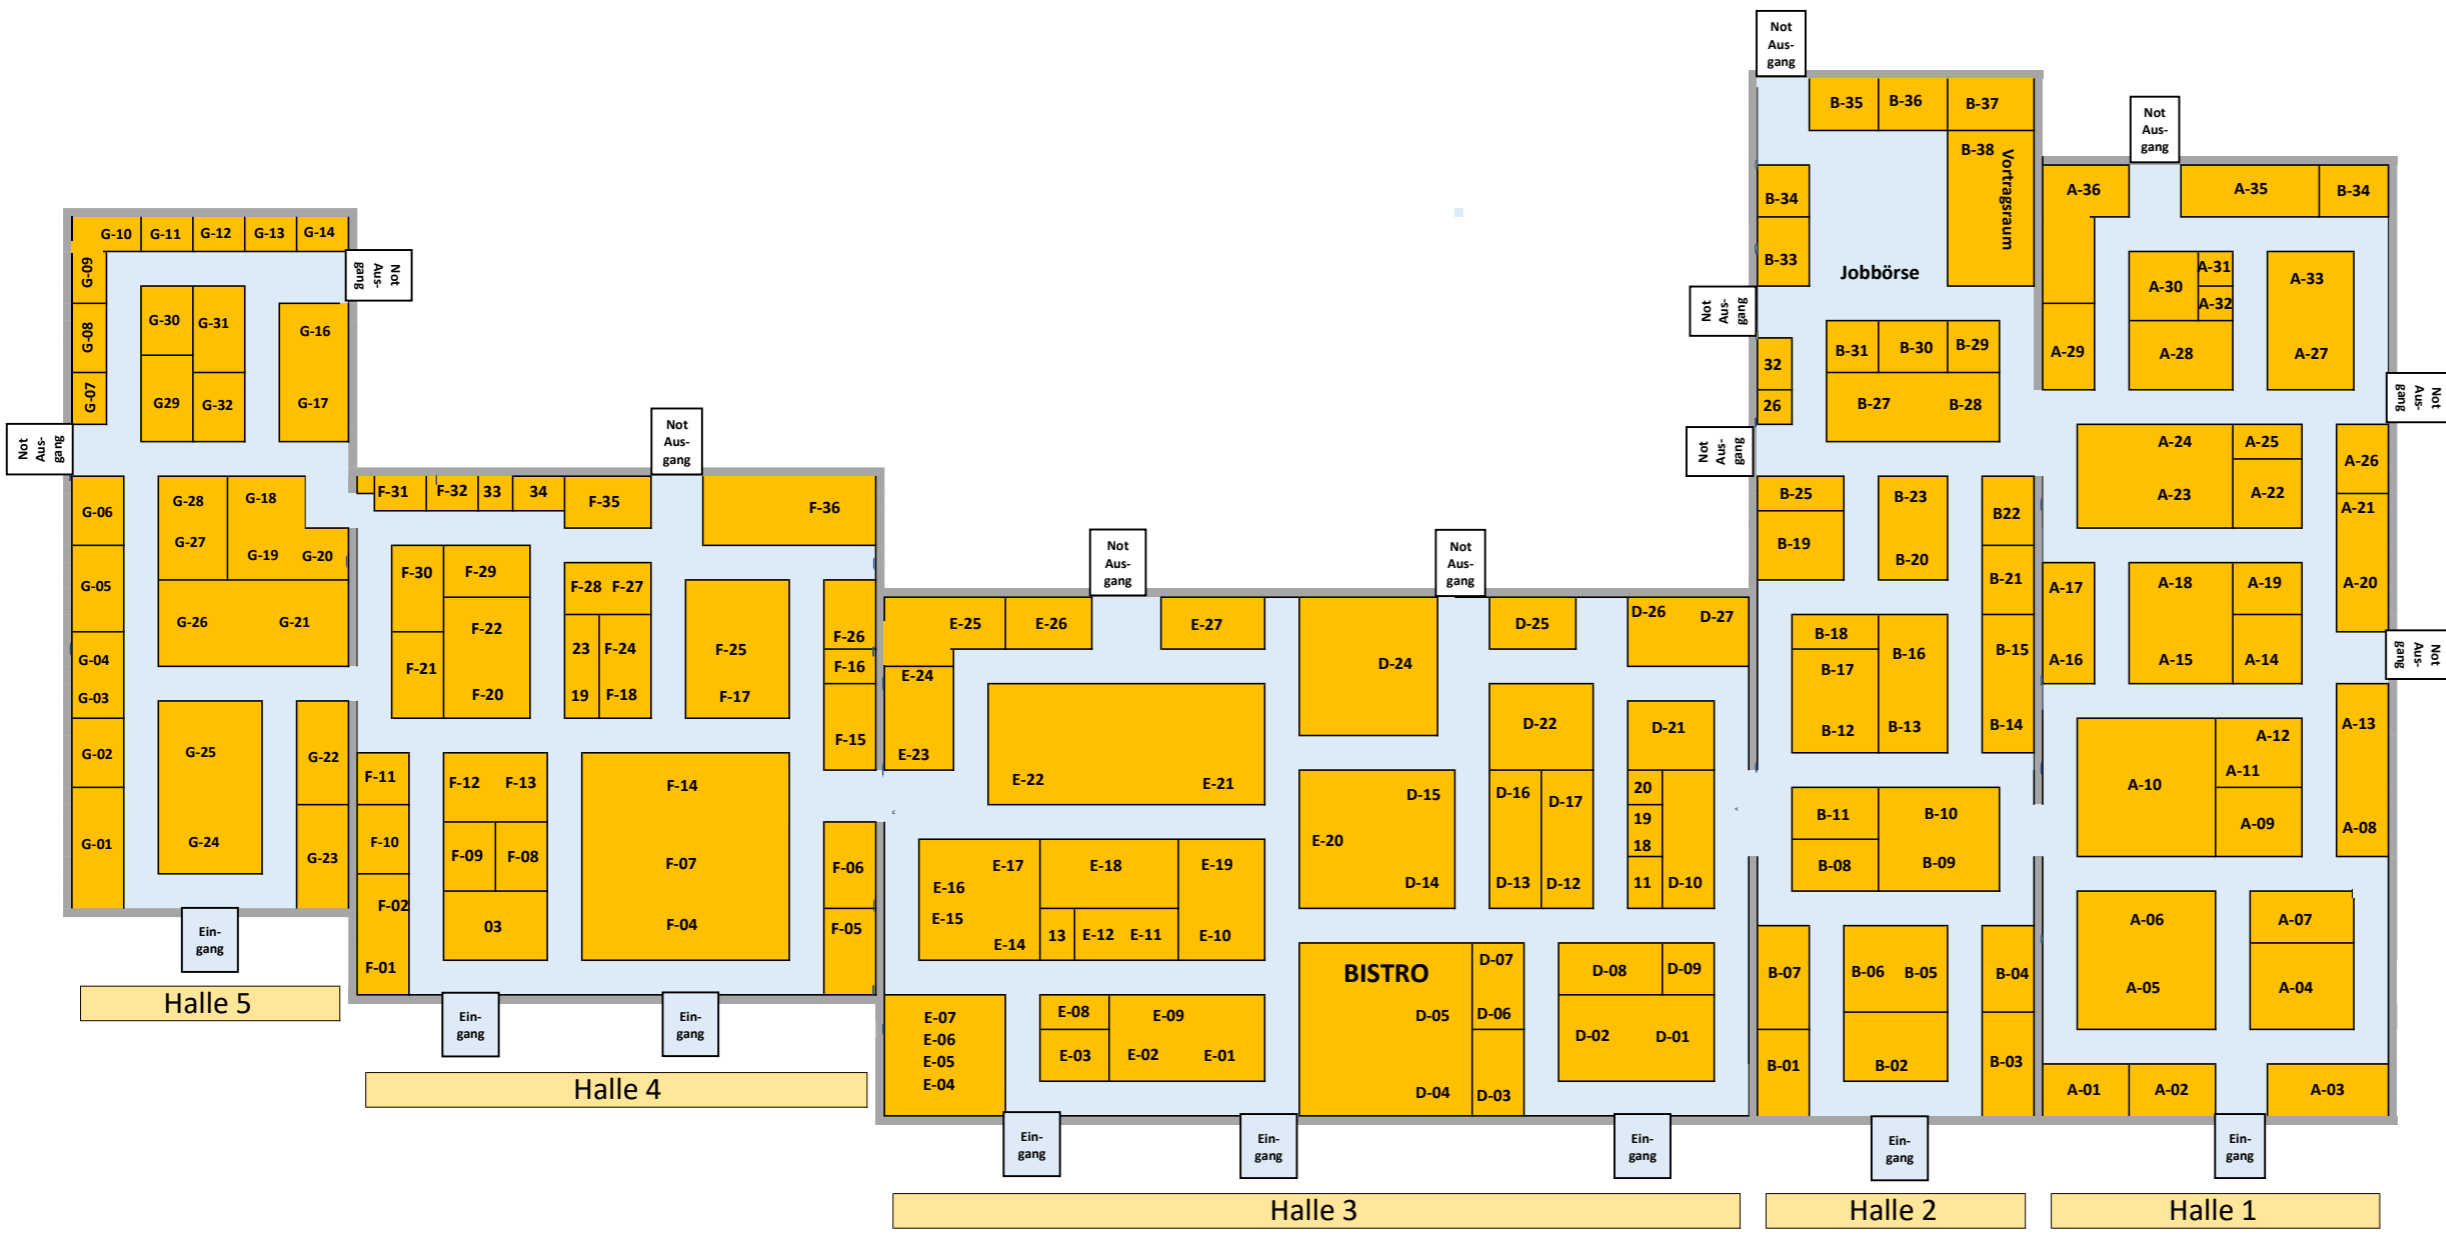 Not
Aus-
gang
B-35
B-36
B-37
B-38
Vortragsraum
B-34
B-33
Jobbörse
Not
Aus-
gang
32
26
B-31
B-30
B-29
B-27
B-28
Not
Aus-
gang
B-25
B-19
B-23
B-20
B22
B-21
B-18
B-17
B-16
B-15
B-12
B-13
B-14
B-11
B-10
B-08
B-09
B-07
B-06
B-05
B-04
B-01
B-02
B-03
Ein-
gang
Halle 2
Not
Aus-
gang
A-36
A-35
B-34
A-30
A-31
A-32
A-33
A-29
A-28
A-27
Not
Aus-
gang
A-24
A-25
A-26
A-23
A-22
A-21
A-17
A-18
A-19
A-20
A-16
A-15
A-14
Not
Aus-
gang
A-13
A-12
A-11
A-10
A-09
A-08
A-06
A-07
A-05
A-04
A-01
A-02
A-03
Ein-
gang
Halle 1
G-10
G-11
G-12
G-13
G-14
Not
Aus-
gang
G-09
G-08
G-07
G-30
G-31
G-16
G29
G-32
G-17
Not
Aus-
gang
G-06
G-28
G-18
G-27
G-19
G-20
G-05
G-26
G-21
G-04
G-03
G-02
G-25
G-22
G-01
G-24
G-23
Ein-
gang
Halle 5
Not
Aus-
gang
F-31
F-32
33
34
F-35
F-36
F-30
F-29
F-28
F-27
F-22
F-26
F-21
23
F-24
F-25
F-16
F-20
19
F-18
F-17
F-15
F-11
F-12
F-13
F-14
F-10
F-09
F-08
F-07
F-06
F-02
03
F-04
F-05
F-01
Ein-
gang
Ein-
gang
Halle 4
Not
Aus-
gang
Not
Aus-
gang
E-25
E-26
E-27
D-24
D-25
D-26
D-27
E-24
E-23
E-22
E-21
D-22
D-21
D-15
D-16
D-17
20
19
18
E-20
D-14
D-13
D-12
11
D-10
E-17
E-18
E-19
E-16
E-15
E-14
13
E-12
E-11
E-10
BISTRO
D-07
D-08
D-09
D-05
D-06
D-02
D-01
D-04
D-03
E-07
E-06
E-05
E-04
E-08
E-09
E-03
E-02
E-01
Ein-
gang
Ein-
gang
Ein-
gang
Halle 3